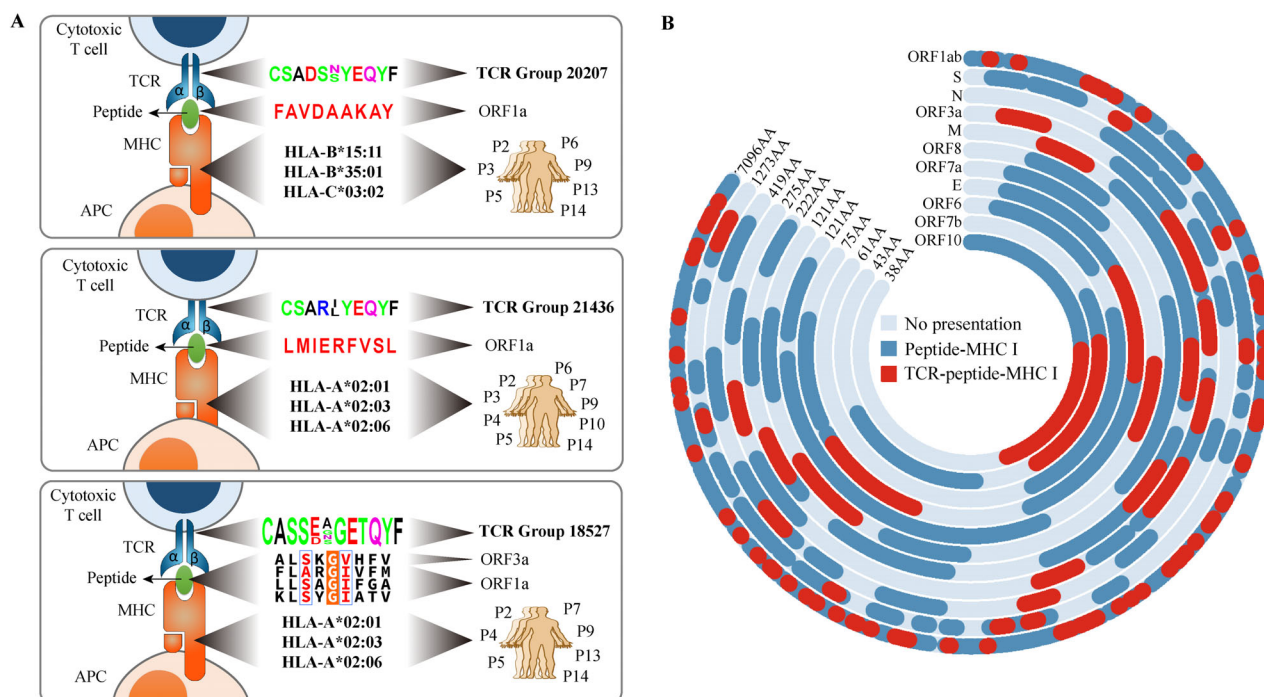 A
Cytotoxic
T cell
TCR
α β
Peptide
MHC
APC
CSADSNYEQYF
S
FAVDAAKAY
HLA-B*15:11
HLA-B*35:01
HLA-C*03:02
TCR Group 20207
ORF1a
P2
P3
P5
P6
P9
P13
P14
Cytotoxic
T cell
TCR
α β
Peptide
MHC
APC
CSARIYEQYF
L
LMIERFVSL
HLA-A*02:01
HLA-A*02:03
HLA-A*02:06
TCR Group 21436
ORF1a
P2
P3
P4
P5
P6
P7
P9
P10
P14
Cytotoxic
T cell
TCR
α β
Peptide
MHC
APC
CASSEAGETQYF
D
ALSKGVHFV
FLARGIVFM
LLSAGIFGA
KLSYGIATV
HLA-A*02:01
HLA-A*02:03
HLA-A*02:06
TCR Group 18527
ORF3a
ORF1a
P2
P4
P5
P7
P9
P13
P14
B
ORF1ab
S
N
ORF3a
M
ORF8
ORF7a
E
ORF6
ORF7b
ORF10
7096AA
1273AA
419AA
275AA
222AA
121AA
121AA
75AA
61AA
43AA
38AA
No presentation
Peptide-MHC I
TCR-peptide-MHC I